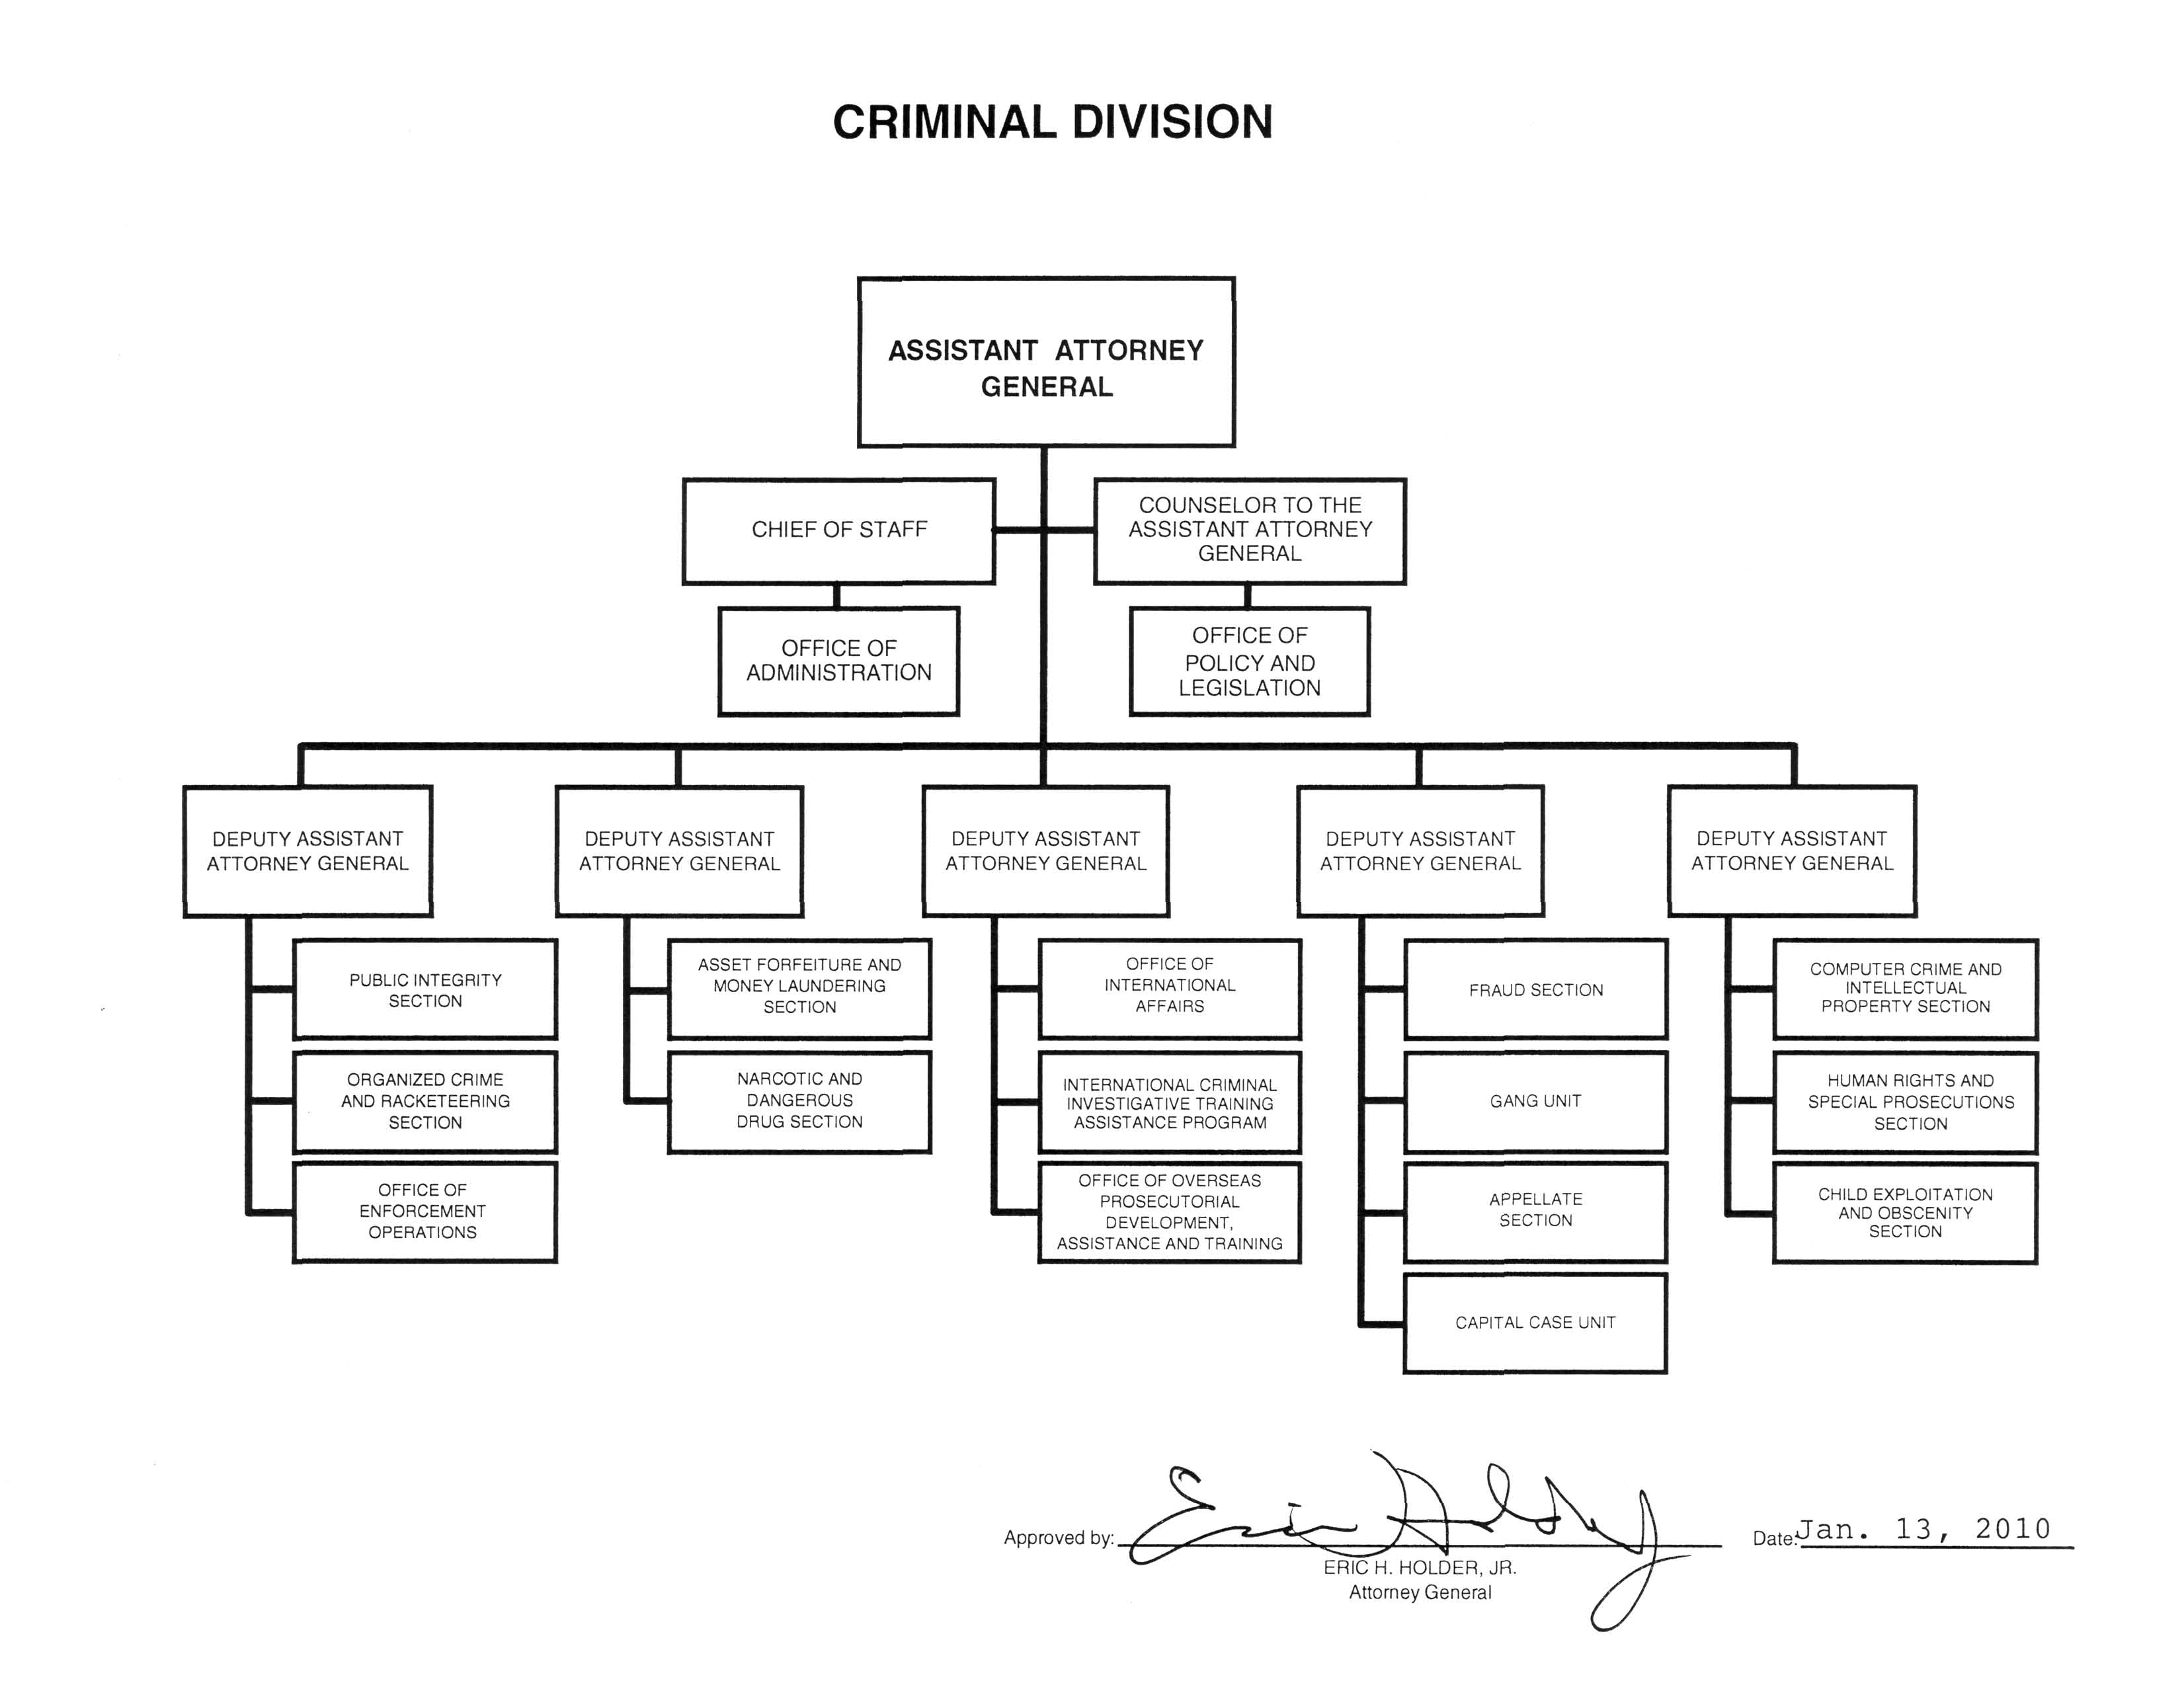 CRIMINAL DIVISION
ASSISTANT ATTORNEY
GENERAL
CHIEF OF STAFF
COUNSELOR TO THE
ASSISTANT ATTORNEY
GENERAL
OFFICE OF
ADMINISTRATION
OFFICE OF
POLICY AND
LEGISLATION
DEPUTY ASSISTANT
ATTORNEY GENERAL
DEPUTY ASSISTANT
ATTORNEY GENERAL
DEPUTY ASSISTANT
ATTORNEY GENERAL
DEPUTY ASSISTANT
ATTORNEY GENERAL
DEPUTY ASSISTANT
ATTORNEY GENERAL
PUBLIC INTEGRITY
SECTION
ORGANIZED CRIME
AND RACKETEERING
SECTION
OFFICE OF
ENFORCEMENT
OPERATIONS
ASSET FORFEITURE AND
MONEY LAUNDERING
SECTION
NARCOTIC AND
DANGEROUS
DRUG SECTION
OFFICE OF
INTERNATIONAL
AFFAIRS
INTERNATIONAL CRIMINAL
INVESTIGATIVE TRAINING
ASSISTANCE PROGRAM
OFFICE OF OVERSEAS
PROSECUTORIAL
DEVELOPMENT,
ASSISTANCE AND TRAINING
FRAUD SECTION
GANG UNIT
APPELLATE
SECTION
CAPITAL CASE UNIT
COMPUTER CRIME AND
INTELLECTUAL
PROPERTY SECTION
HUMAN RIGHTS AND
SPECIAL PROSECUTIONS
SECTION
CHILD EXPLOITATION
AND OBSCENITY
SECTION
Approved by: Eric Holder Jr
ERIC H. HOLDER, JR.
Attorney General
Date: Jan. 13, 2010